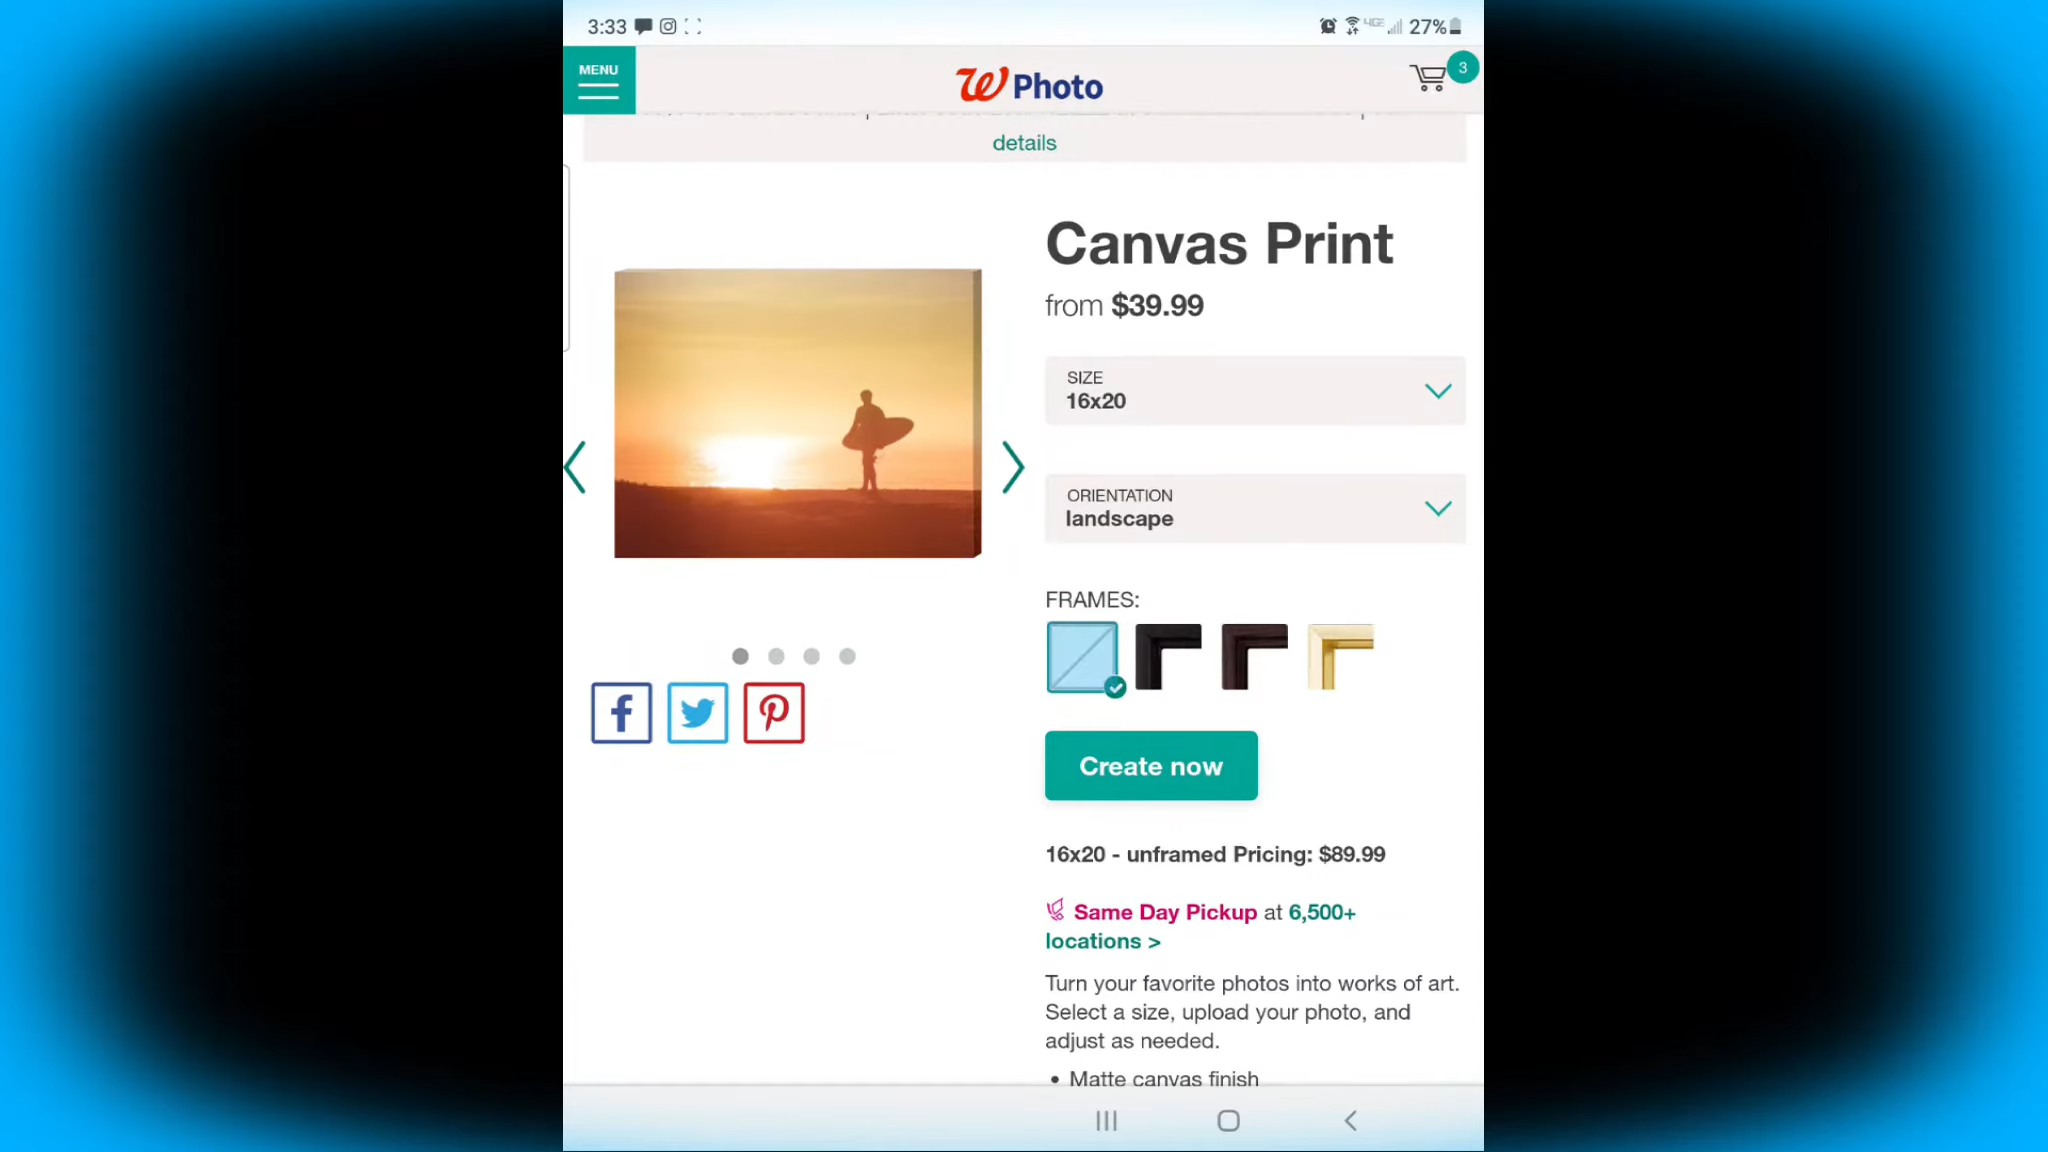 3:33
4GE
27%
MENU
W Photo
3
details
Canvas Print
from $39.99
SIZE
16x20
ORIENTATION
landscape
FRAMES:
Create now
16x20 - unframed Pricing: $89.99
Same Day Pickup at 6,500+
locations >
Turn your favorite photos into works of art.
Select a size, upload your photo, and
adjust as needed.
• Matte canvas finish